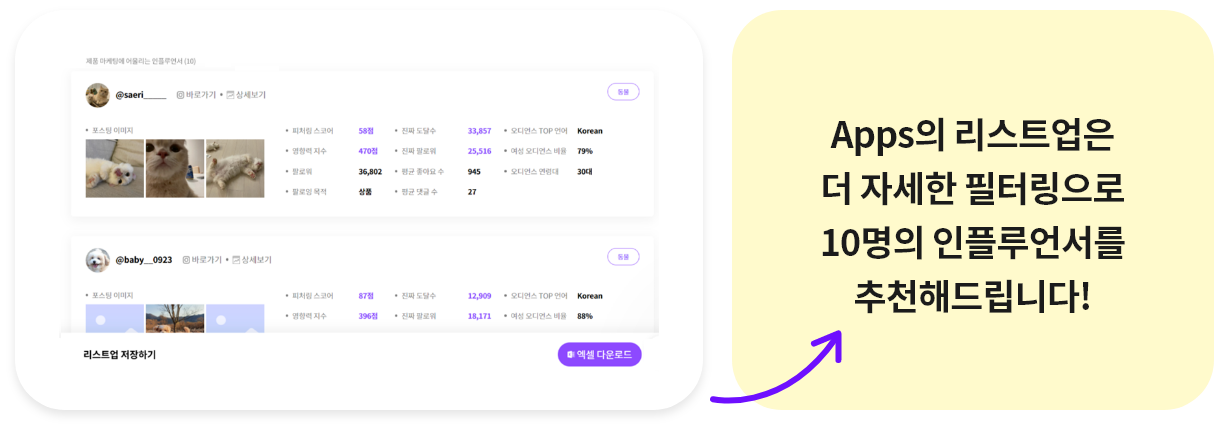 제품 마케팅에 어울리는 인플루언서 (10)
@saeri_____ 바로가기 • 상세보기 동물
• 포스팅 이미지
• 피처링 스코어 58점 • 진짜 도달수 33,857 • 오디언스 TOP 언어 Korean
• 영향력 지수 470점 • 진짜 팔로워 25,516 • 여성 오디언스 비율 79%
• 팔로워 36,802 • 평균 좋아요 수 945 • 오디언스 연령대 30대
• 팔로잉 목적 상품 • 평균 댓글 수 27
@baby__0923 바로가기 • 상세보기 동물
• 포스팅 이미지
• 피처링 스코어 87점 • 진짜 도달수 12,909 • 오디언스 TOP 언어 Korean
• 영향력 지수 396점 • 진짜 팔로워 18,171 • 여성 오디언스 비율 88%
리스트업 저장하기
엑셀 다운로드
Apps의 리스트업은
더 자세한 필터링으로
10명의 인플루언서를
추천해드립니다!